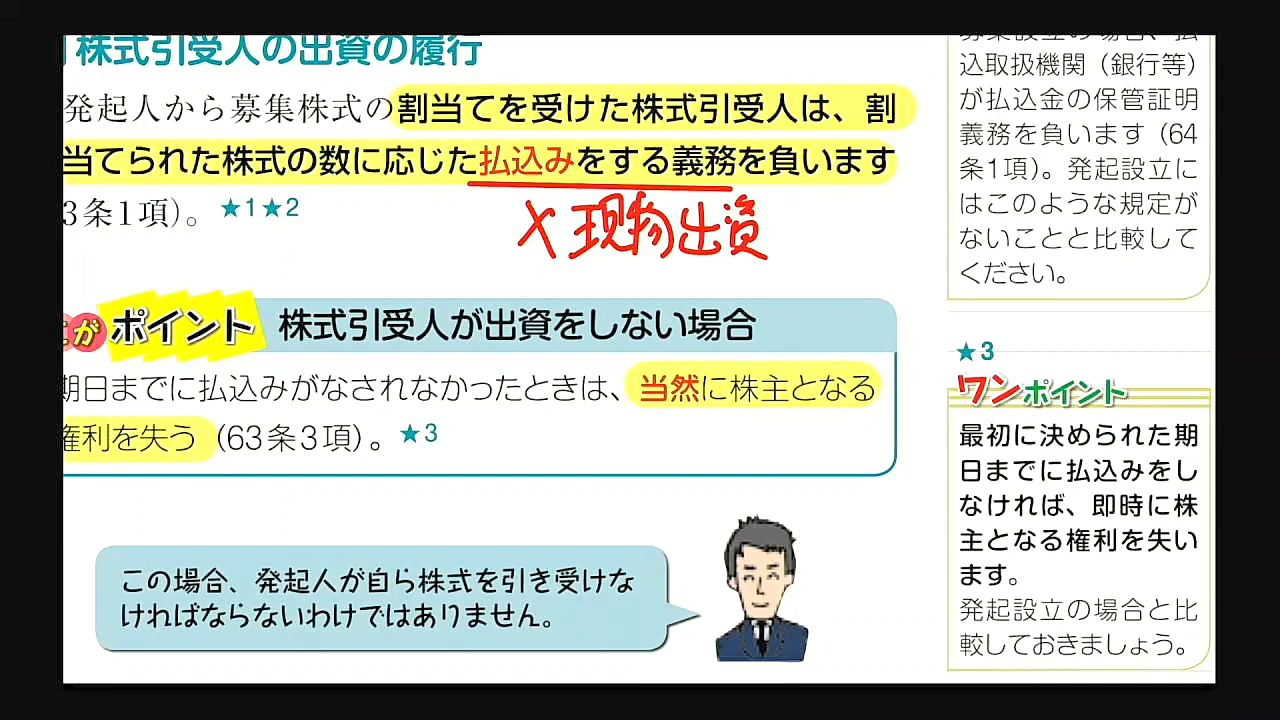 株式引受人の出資の履行
発起人から募集株式の割当てを受けた株式引受人は、割
当てられた株式の数に応じた払込みをする義務を負います
3条1項)。★1★2
×現物出資
がポイント 株式引受人が出資をしない場合
期日までに払込みがなされなかったときは、当然に株主となる
権利を失う(63条3項)。★3
この場合、発起人が自ら株式を引き受けな
ければならないわけではありません。
募集設立の場合、払
込取扱機関(銀行等)
が払込金の保管証明
義務を負います(64
条1項)。発起設立に
はこのような規定が
ないことと比較して
ください。
★3
ワンポイント
最初に決められた期
日までに払込みをし
なければ、即時に株
主となる権利を失い
ます。
発起設立の場合と比
較しておきましょう。